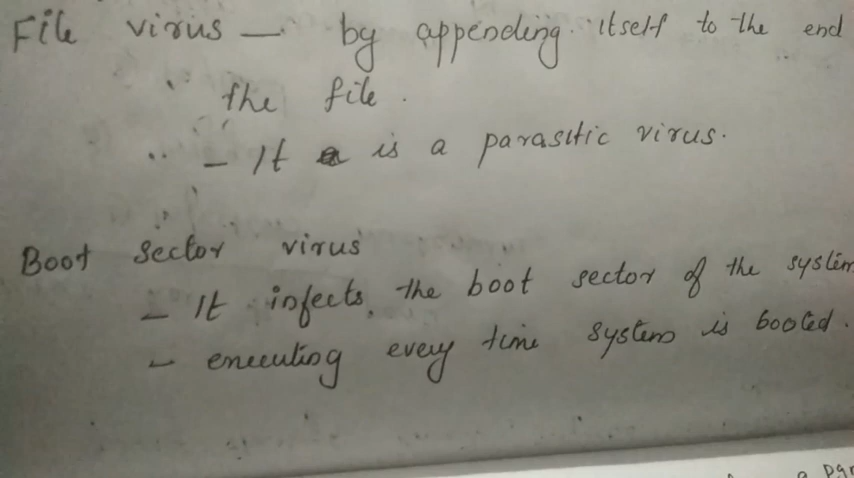 File virus — by appending itself to the end
the file.
- It is a parasitic virus.
Boot sector virus
- It infects the boot sector of the system
- executing every time system is booted.